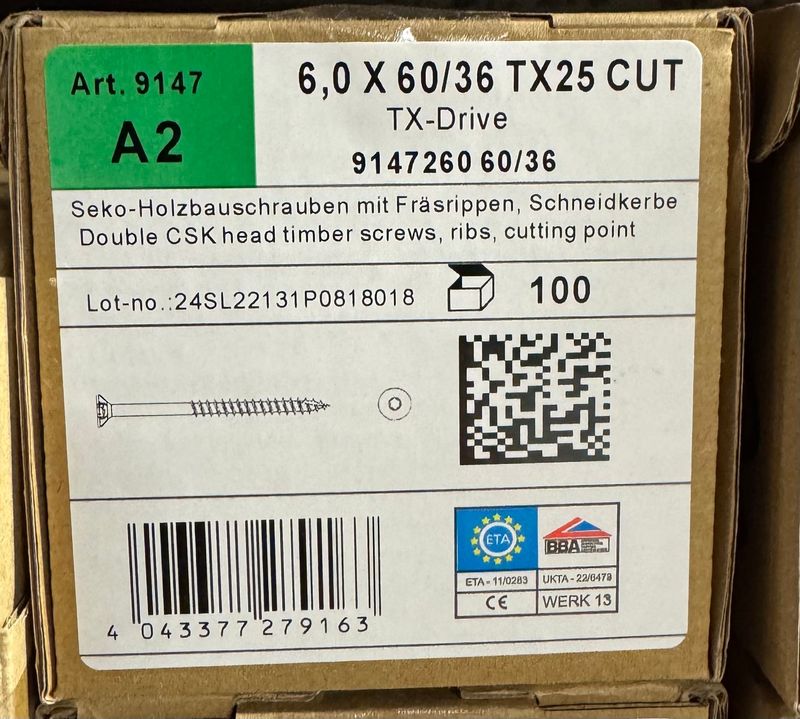 Art. 9147
A2
6,0 X 60/36 TX25 CUT
TX-Drive
9147260 60/36
Seko-Holzbauschrauben mit Fräsrippen, Schneidkerbe
Double CSK head timber screws, ribs, cutting point
Lot-no.:24SL22131P0818018
100
ETA
BBA
ETA - 11/0283
UKTA - 22/6479
CE
WERK 13
4 043377 279163